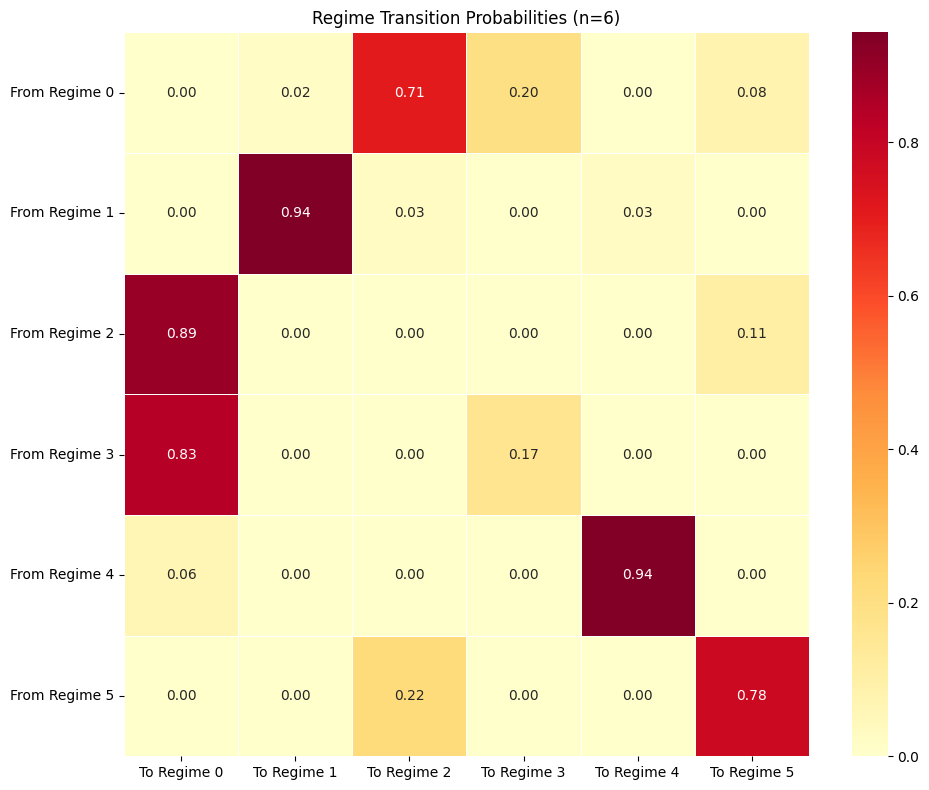 Regime Transition Probabilities (n=6)
From Regime 0 0.00 0.02 0.71 0.20 0.00 0.08
0.8
From Regime 1 0.00 0.94 0.03 0.00 0.03 0.00
0.6
From Regime 2 0.89 0.00 0.00 0.00 0.00 0.11
0.4
From Regime 3 0.83 0.00 0.00 0.17 0.00 0.00
From Regime 4 0.06 0.00 0.00 0.00 0.94 0.00
0.2
From Regime 5 0.00 0.00 0.22 0.00 0.00 0.78
0.0
To Regime 0 To Regime 1 To Regime 2 To Regime 3 To Regime 4 To Regime 5